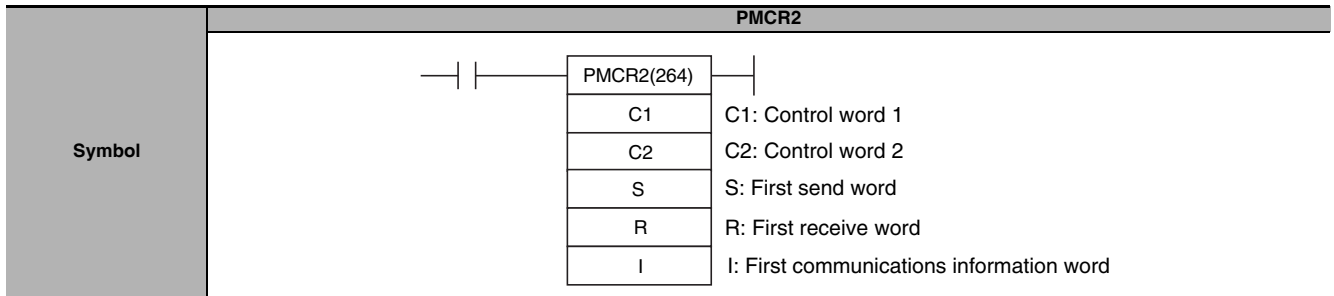 PMCR2
Symbol
PMCR2(264)
C1 C1: Control word 1
C2 C2: Control word 2
S S: First send word
R R: First receive word
I I: First communications information word